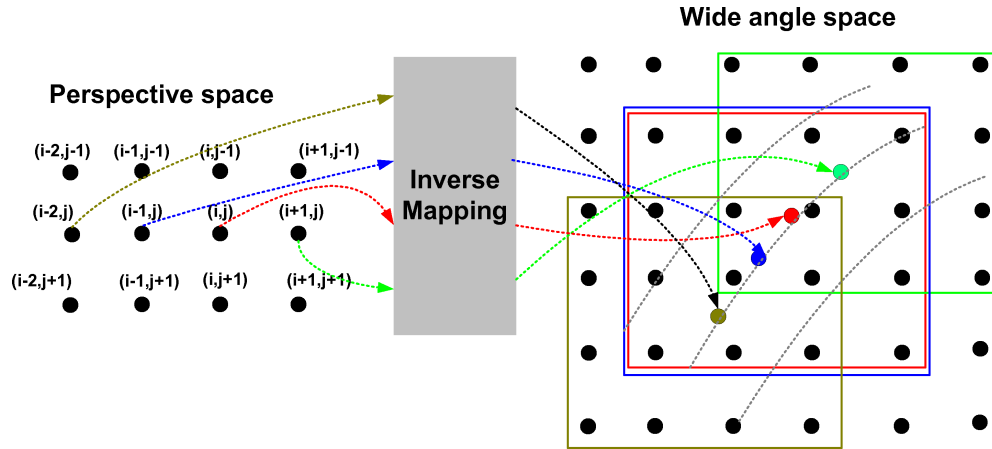 Wide angle space
Perspective space
(i-2,j-1) (i-1,j-1) (i,j-1) (i+1,j-1)
Inverse
Mapping
(i-2,j) (i-1,j) (i,j) (i+1,j)
(i-2,j+1) (i-1,j+1) (i,j+1) (i+1,j+1)